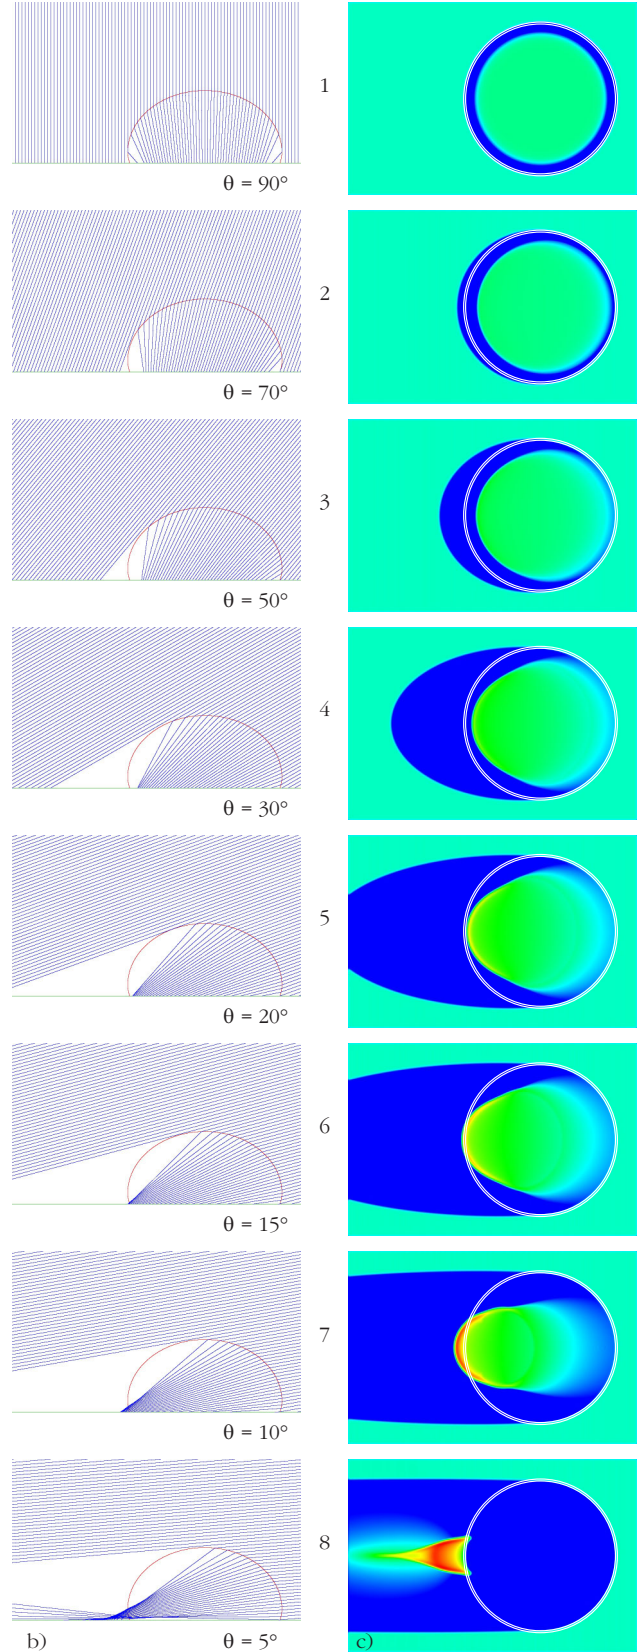 1
θ = 90°
2
θ = 70°
3
θ = 50°
4
θ = 30°
5
θ = 20°
6
θ = 15°
7
θ = 10°
8
b)
θ = 5°
c)